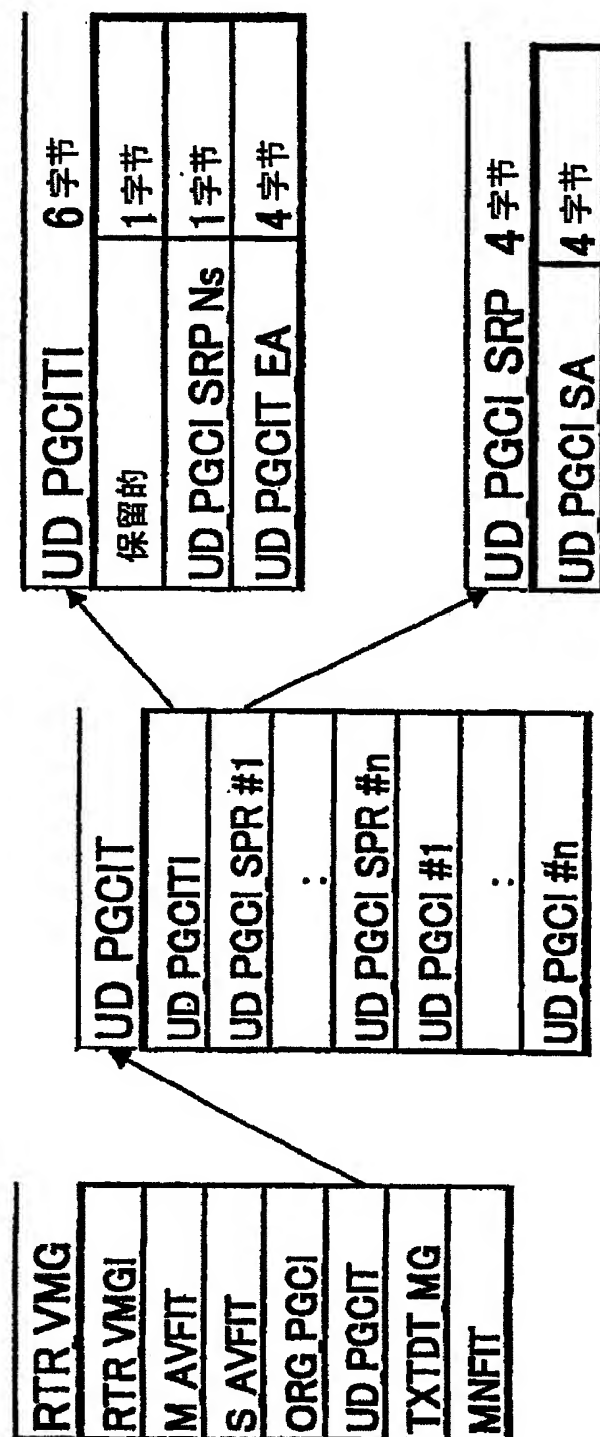 RTR VMG
RTR VMGI
M AVFIT
S AVFIT
ORG PGCI
UD PGCIT
TXTDT MG
MNFIT
UD PGCIT
UD PGCITI
UD PGCI SPR #1
:
UD PGCI SPR #n
UD PGCI #1
:
UD PGCI #n
UD PGCITI 6字节
保留的 1字节
UD PGCI SRP Ns 1字节
UD PGCIT EA 4字节
UD PGCI SRP 4字节
UD PGCI SA 4字节